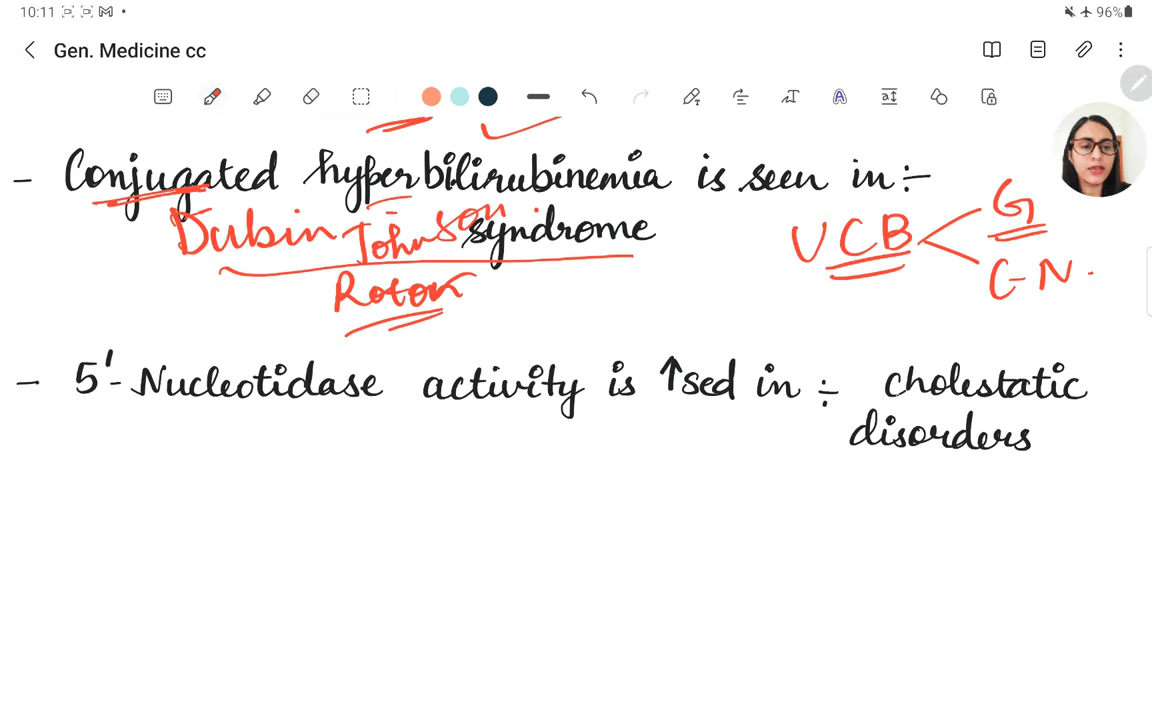 10:11
96%
Gen. Medicine cc
- Conjugated hyperbilirubinemia is seen in:-
Dubin Johnson syndrome
Rotor
UCB
G
C-N.
- 5'-Nucleotidase activity is ↑sed in ÷ cholestatic
disorders